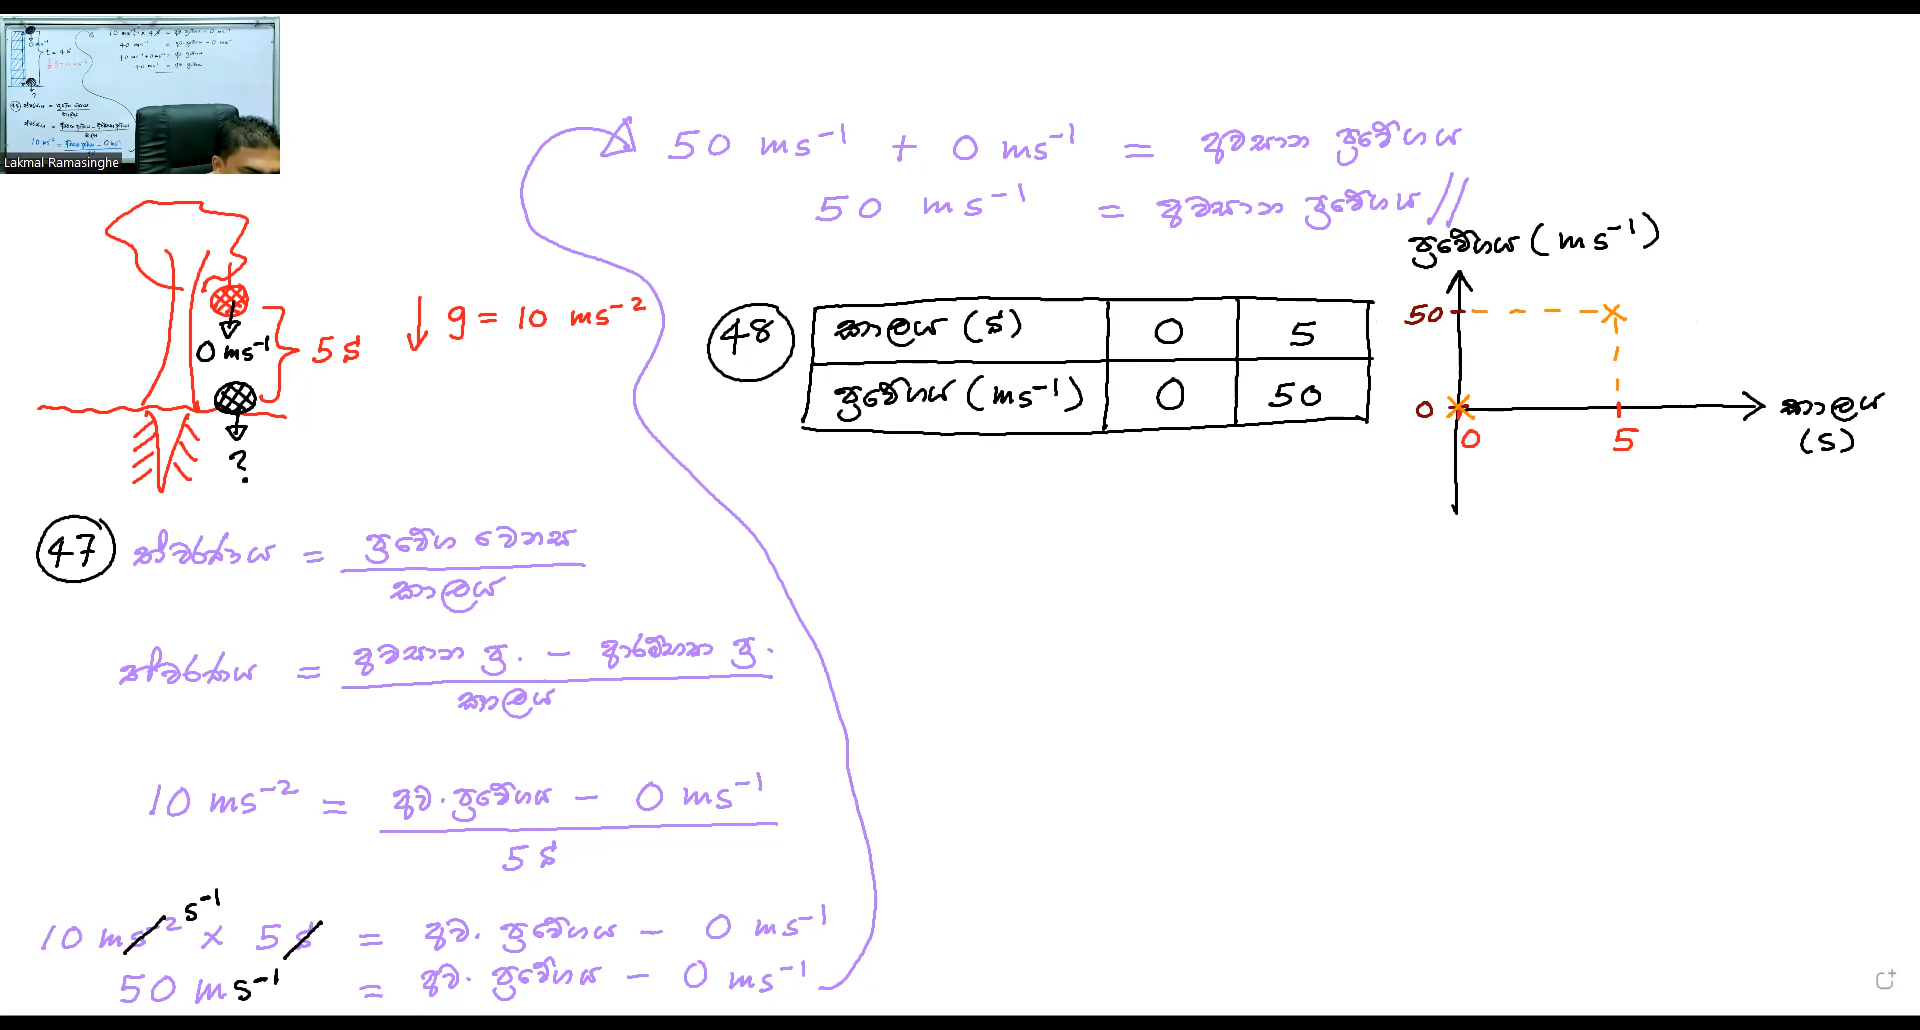 Lakmal Ramasinghe
50 ms⁻¹ + 0 ms⁻¹ = අවසාන ප්‍රවේගය
50 ms⁻¹ = අවසාන ප්‍රවේගය //
0 ms⁻¹
5 s
↓ g = 10 ms⁻²
?
48
කාලය (s) 0 5
ප්‍රවේගය (ms⁻¹) 0 50
ප්‍රවේගය (ms⁻¹)
50
0
0 5
කාලය
(s)
47 ත්වරණය = ප්‍රවේග වෙනස
කාලය
ත්වරණය = අවසාන ප්‍ර. − ආරම්භක ප්‍ර.
කාලය
10 ms⁻² = අව. ප්‍රවේගය − 0 ms⁻¹
5 s
s⁻¹
10 ms⁻² × 5 s = අව. ප්‍රවේගය − 0 ms⁻¹
50 ms⁻¹ = අව. ප්‍රවේගය − 0 ms⁻¹